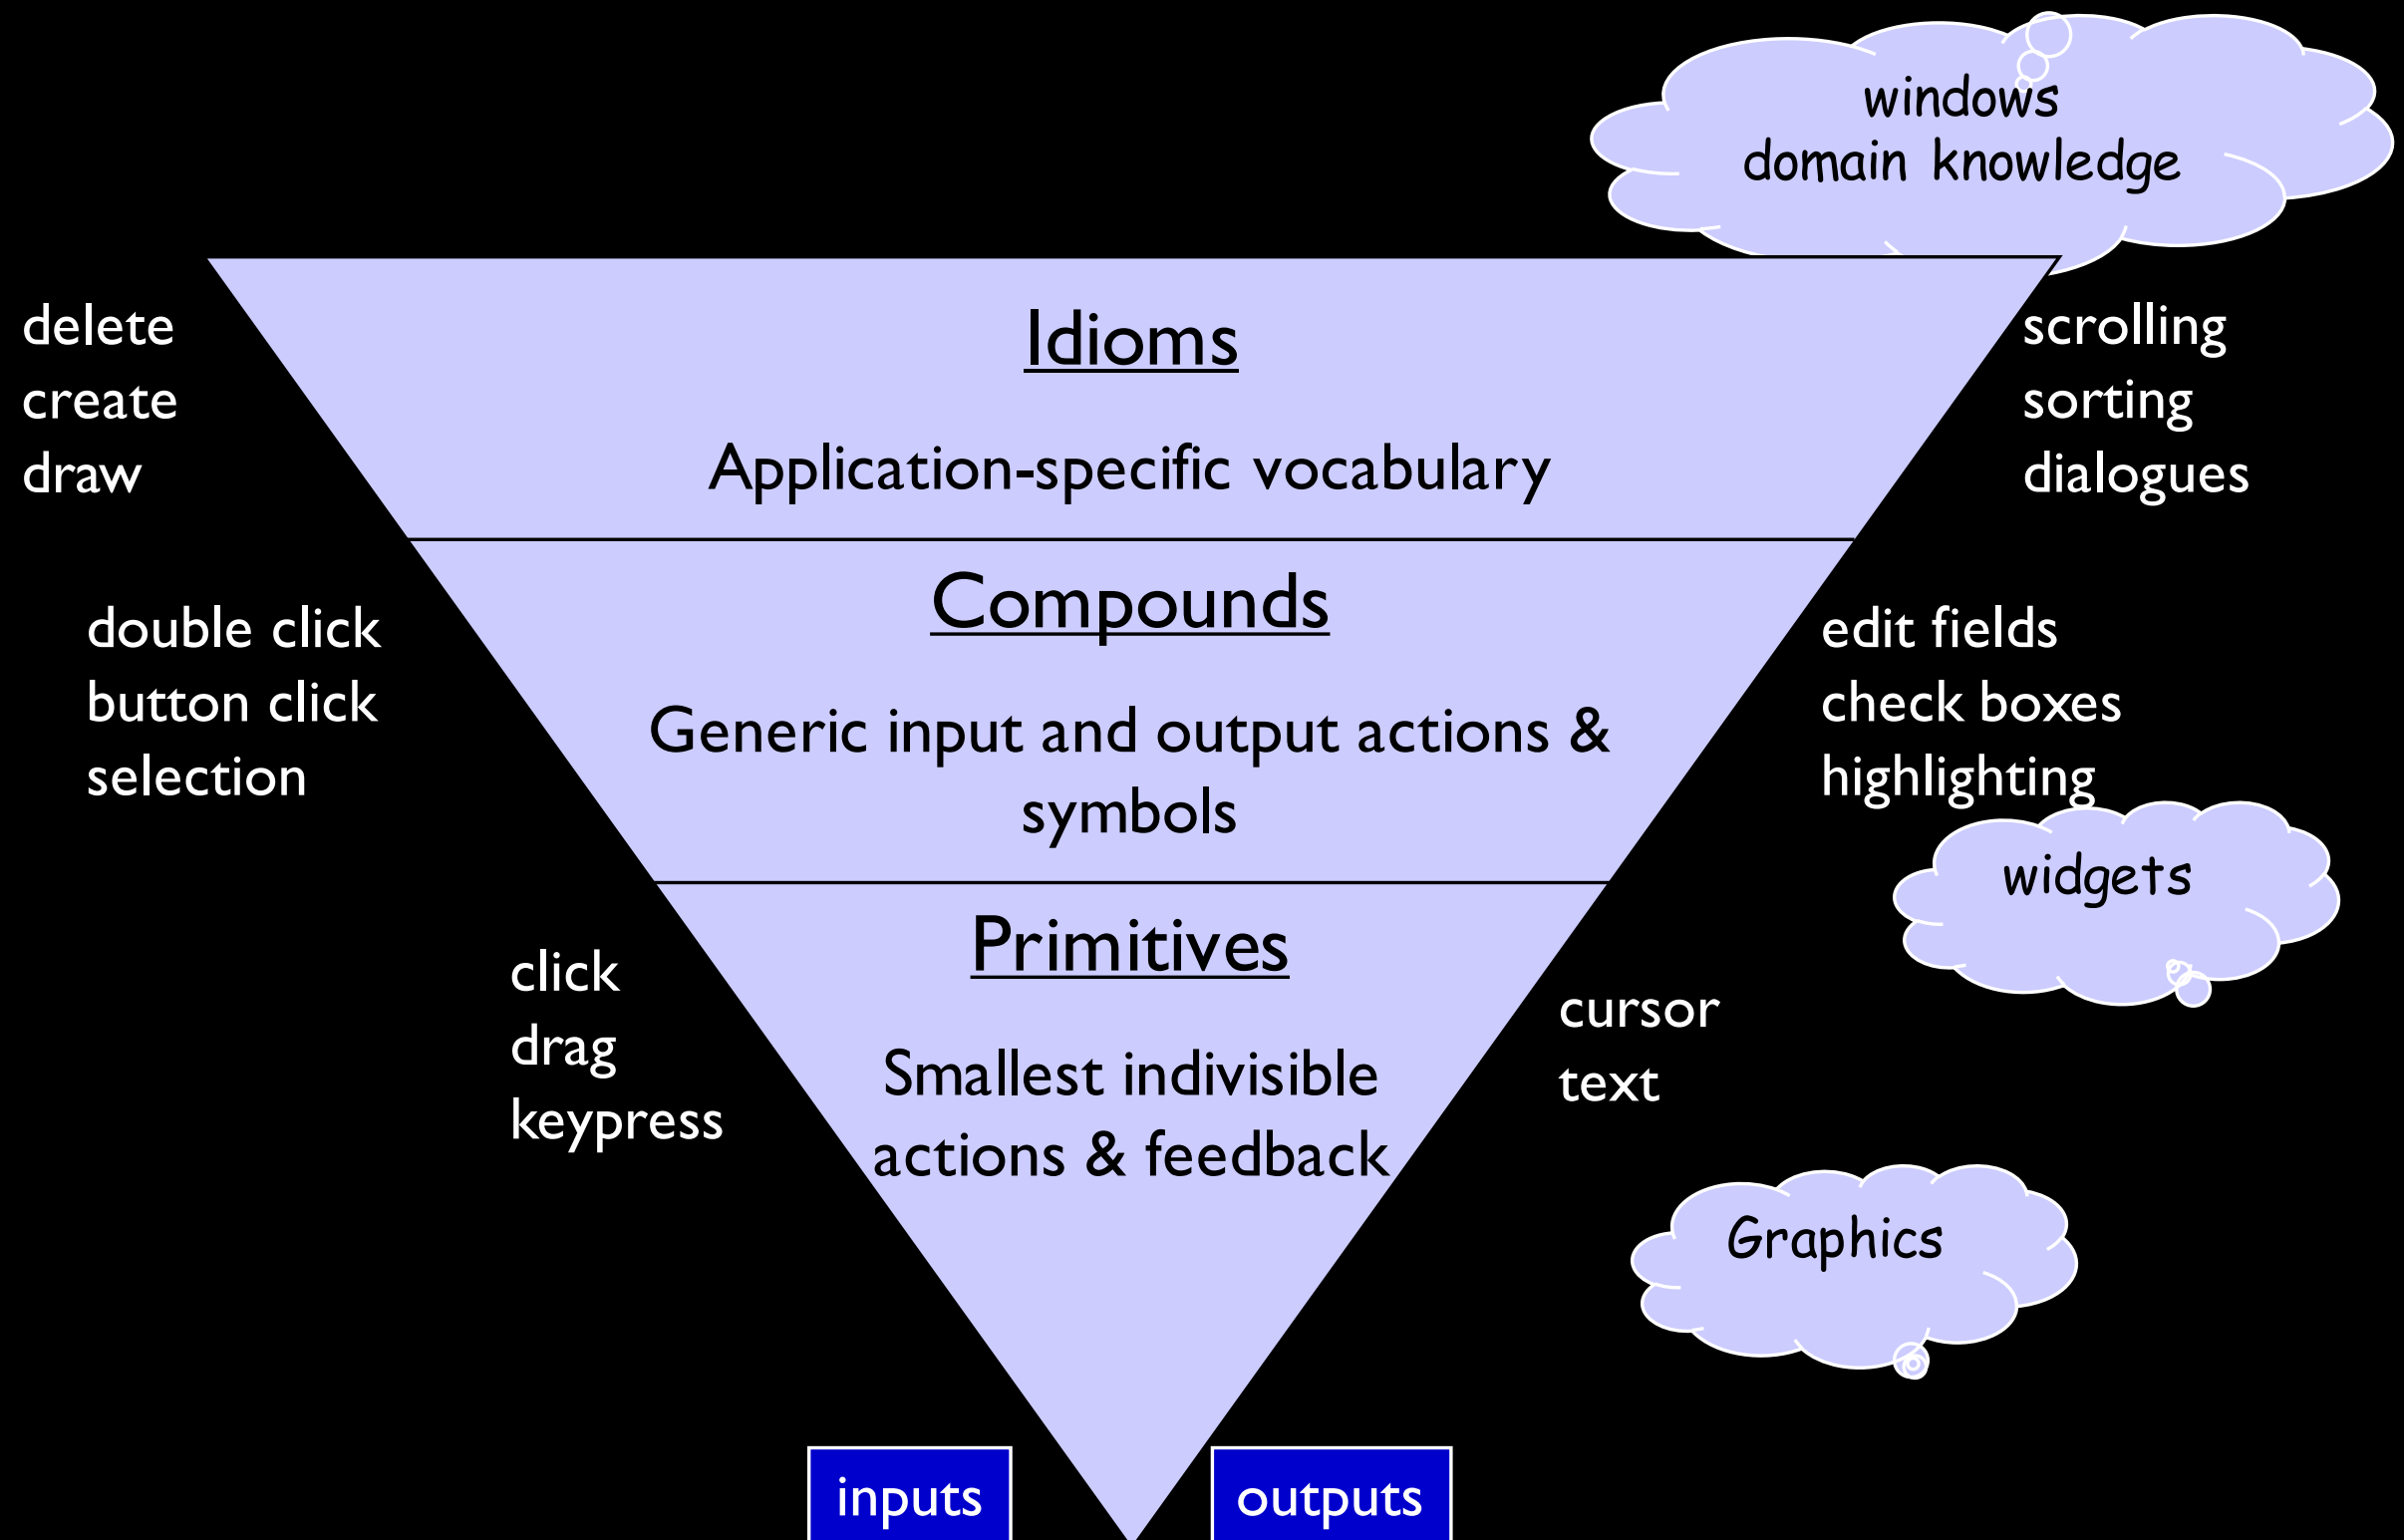 windows
domain knowledge
Idioms
Application-specific vocabulary
delete
create
draw
scrolling
sorting
dialogues
Compounds
Generic input and output actions &
symbols
double click
button click
selection
edit fields
check boxes
highlighting
widgets
Primitives
Smallest indivisible
actions & feedback
click
drag
keypress
cursor
text
Graphics
inputs
outputs